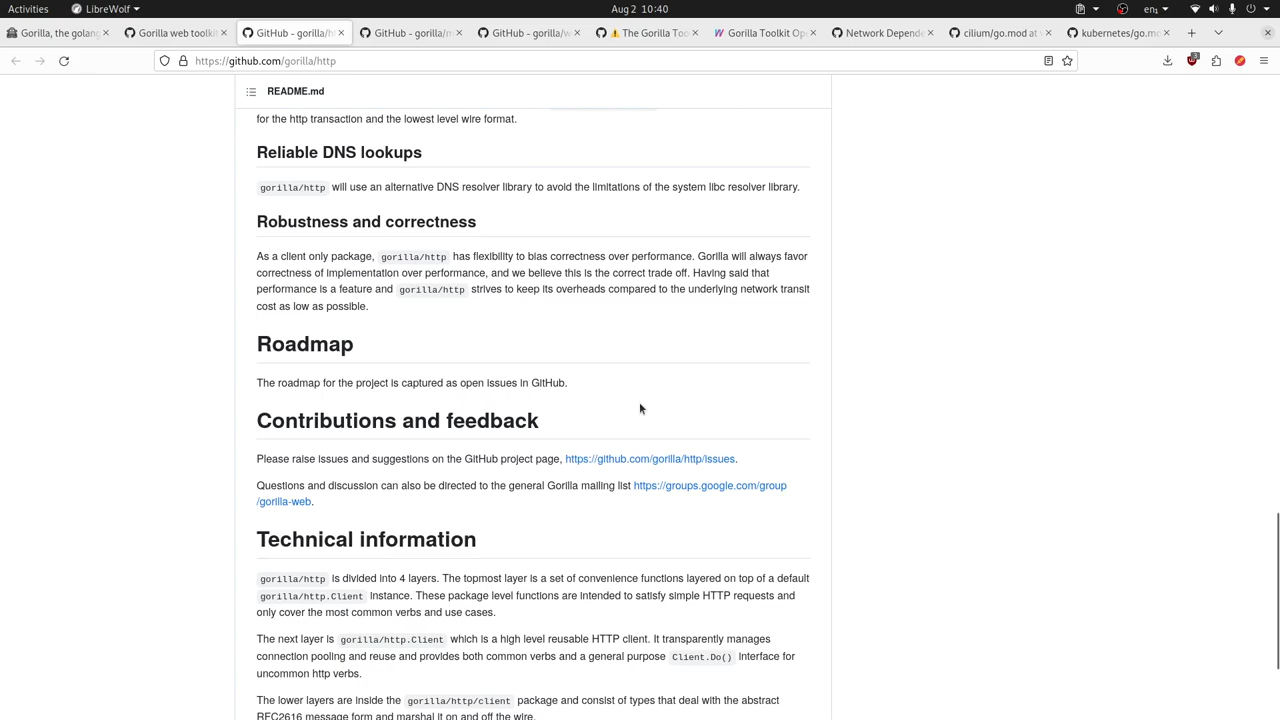 Activities LibreWolf Aug 2 10:40 en1
Gorilla, the golang GitHub - gorilla/h
Gorilla web toolki
GitHub - gorilla/m GitHub - gorilla/w The Gorilla Too Gorilla Toolkit Op Network Depende cilium/go.mod at kubernetes/go.mo
https://github.com/gorilla/http
README.md
for the http transaction and the lowest level wire format.
Reliable DNS lookups
gorilla/http will use an alternative DNS resolver library to avoid the limitations of the system libc resolver library.
Robustness and correctness
As a client only package, gorilla/http has flexibility to bias correctness over performance. Gorilla will always favor
correctness of implementation over performance, and we believe this is the correct trade off. Having said that
performance is a feature and gorilla/http strives to keep its overheads compared to the underlying network transit
cost as low as possible.
Roadmap
The roadmap for the project is captured as open issues in GitHub.
Contributions and feedback
Please raise issues and suggestions on the GitHub project page, https://github.com/gorilla/http/issues.
Questions and discussion can also be directed to the general Gorilla mailing list https://groups.google.com/group
/gorilla-web.
Technical information
gorilla/http is divided into 4 layers. The topmost layer is a set of convenience functions layered on top of a default
gorilla/http.Client instance. These package level functions are intended to satisfy simple HTTP requests and
only cover the most common verbs and use cases.
The next layer is gorilla/http.Client which is a high level reusable HTTP client. It transparently manages
connection pooling and reuse and provides both common verbs and a general purpose Client.Do() interface for
uncommon http verbs.
The lower layers are inside the gorilla/http/client package and consist of types that deal with the abstract
RFC2616 message form and marshal it on and off the wire.